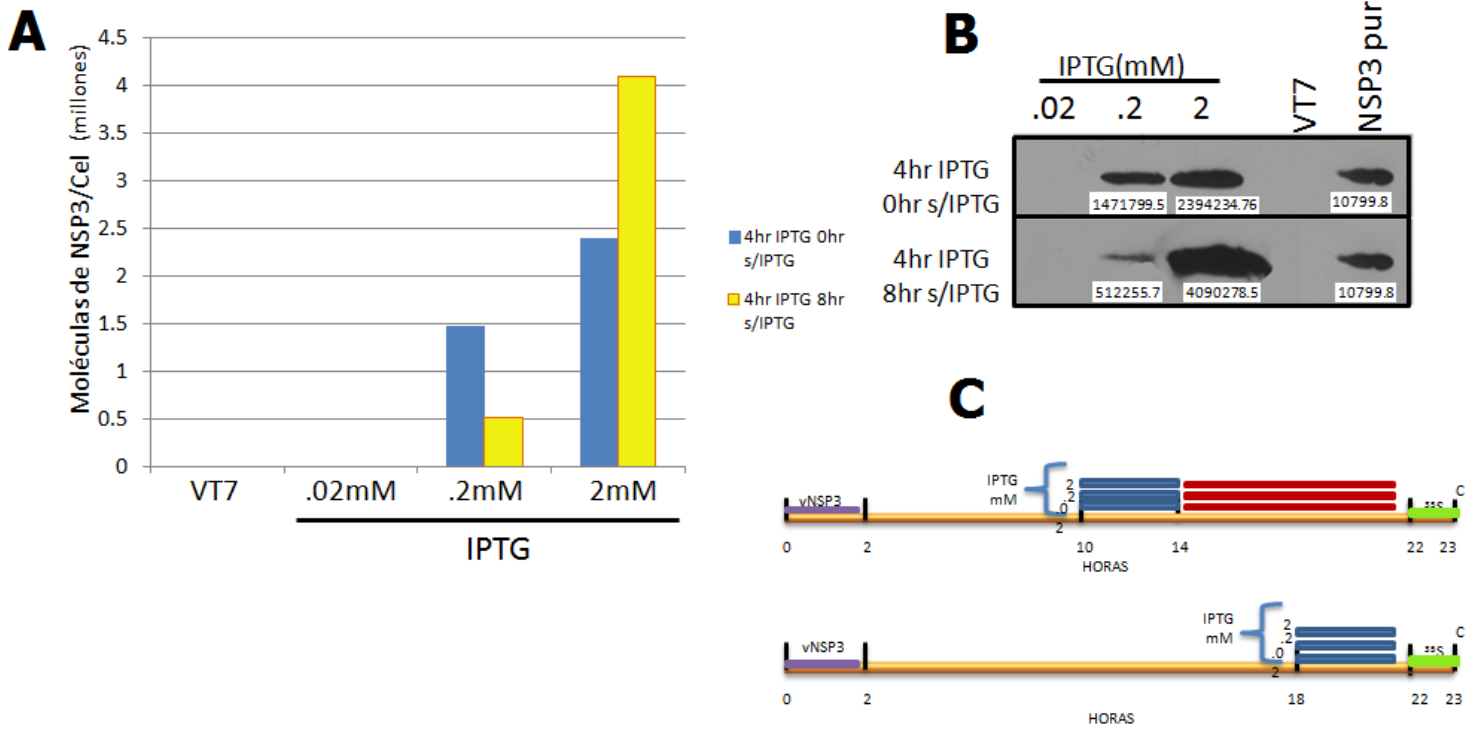 A
Moléculas de NSP3/Cel (millones)
4.5
4
3.5
3
2.5
2
1.5
1
0.5
0
VT7 .02mM .2mM 2mM
IPTG
4hr IPTG 0hr
s/IPTG
4hr IPTG 8hr
s/IPTG
B
IPTG(mM)
.02 .2 2 VT7 NSP3 pur
4hr IPTG
0hr s/IPTG
1471799.5 2394234.76 10799.8
4hr IPTG
8hr s/IPTG
512255.7 4090278.5 10799.8
C
IPTG
mM
2
.2
.0
2
vNSP3
³⁵S
C
0 2 10 14 22 23
HORAS
IPTG
mM
2
.2
.0
2
vNSP3
³⁵S
C
0 2 18 22 23
HORAS